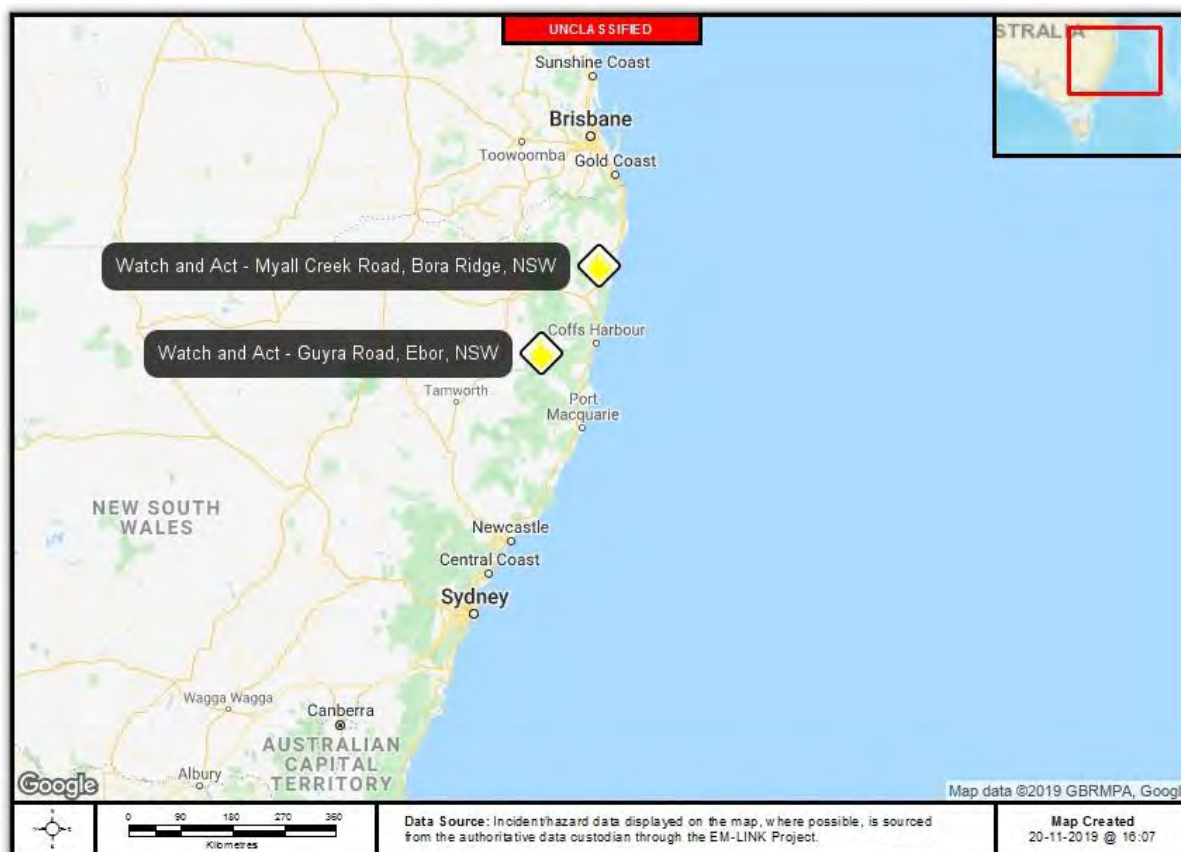 UNCLASSIFIED
STRALIA
Sunshine Coast
Brisbane
Toowoomba
Gold Coast
Watch and Act - Myall Creek Road, Bora Ridge, NSW
Coffs Harbour
Watch and Act - Guyra Road, Ebor, NSW
Tamworth
Port
Macquarie
NEW SOUTH
WALES
Newcastle
Central Coast
Sydney
Wagga Wagga
Canberra
AUSTRALIAN
CAPITAL
TERRITORY
Albury
Google
Map data ©2019 GBRMPA, Googl
0 90 180 270 360
Kilometres
Data Source: Incident/hazard data displayed on the map, where possible, is sourced
from the authoritative data custodian through the EM-LINK Project.
Map Created
20-11-2019 @ 16:07